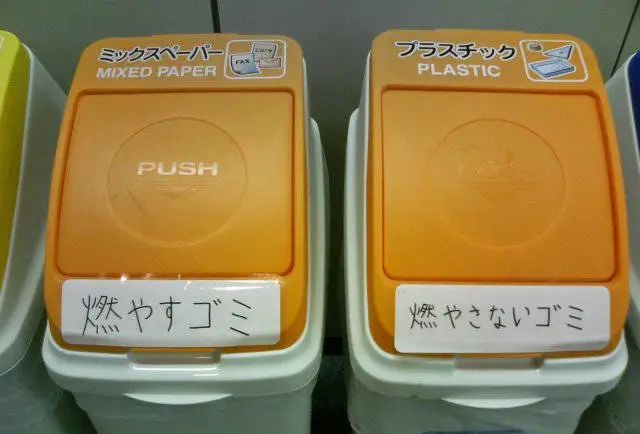 ミックスペーパー
MIXED PAPER
FAX
PUSH
燃やすゴミ
プラスチック
PLASTIC
燃やさないゴミ